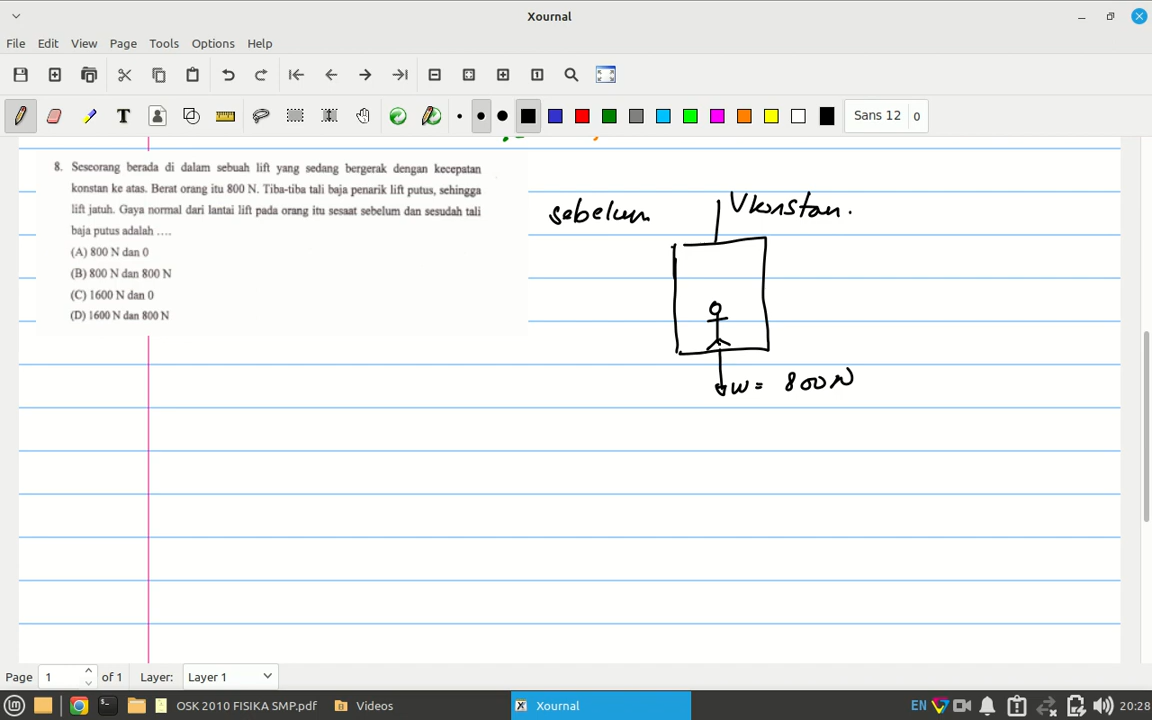 Xournal
File Edit View Page Tools Options Help
Sans 12 0
8. Seseorang berada di dalam sebuah lift yang sedang bergerak dengan kecepatan
konstan ke atas. Berat orang itu 800 N. Tiba-tiba tali baja penarik lift putus, sehingga
lift jatuh. Gaya normal dari lantai lift pada orang itu sesaat sebelum dan sesudah tali
baja putus adalah ....
(A) 800 N dan 0
(B) 800 N dan 800 N
(C) 1600 N dan 0
(D) 1600 N dan 800 N
sebelum
Vkonstan.
w = 800 N
Page 1 of 1 Layer: Layer 1
OSK 2010 FISIKA SMP.pdf Videos Xournal EN 20:28